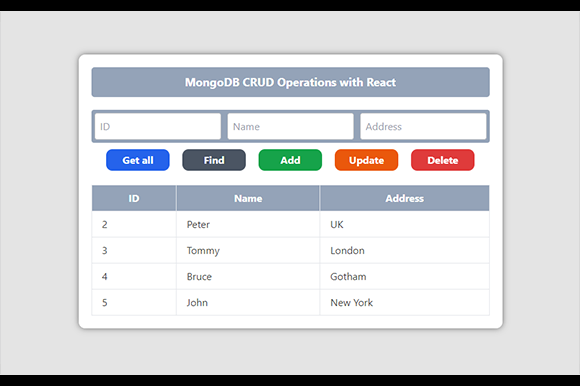 MongoDB CRUD Operations with React
ID Name Address
Get all Find Add Update Delete
ID Name Address
2 Peter UK
3 Tommy London
4 Bruce Gotham
5 John New York